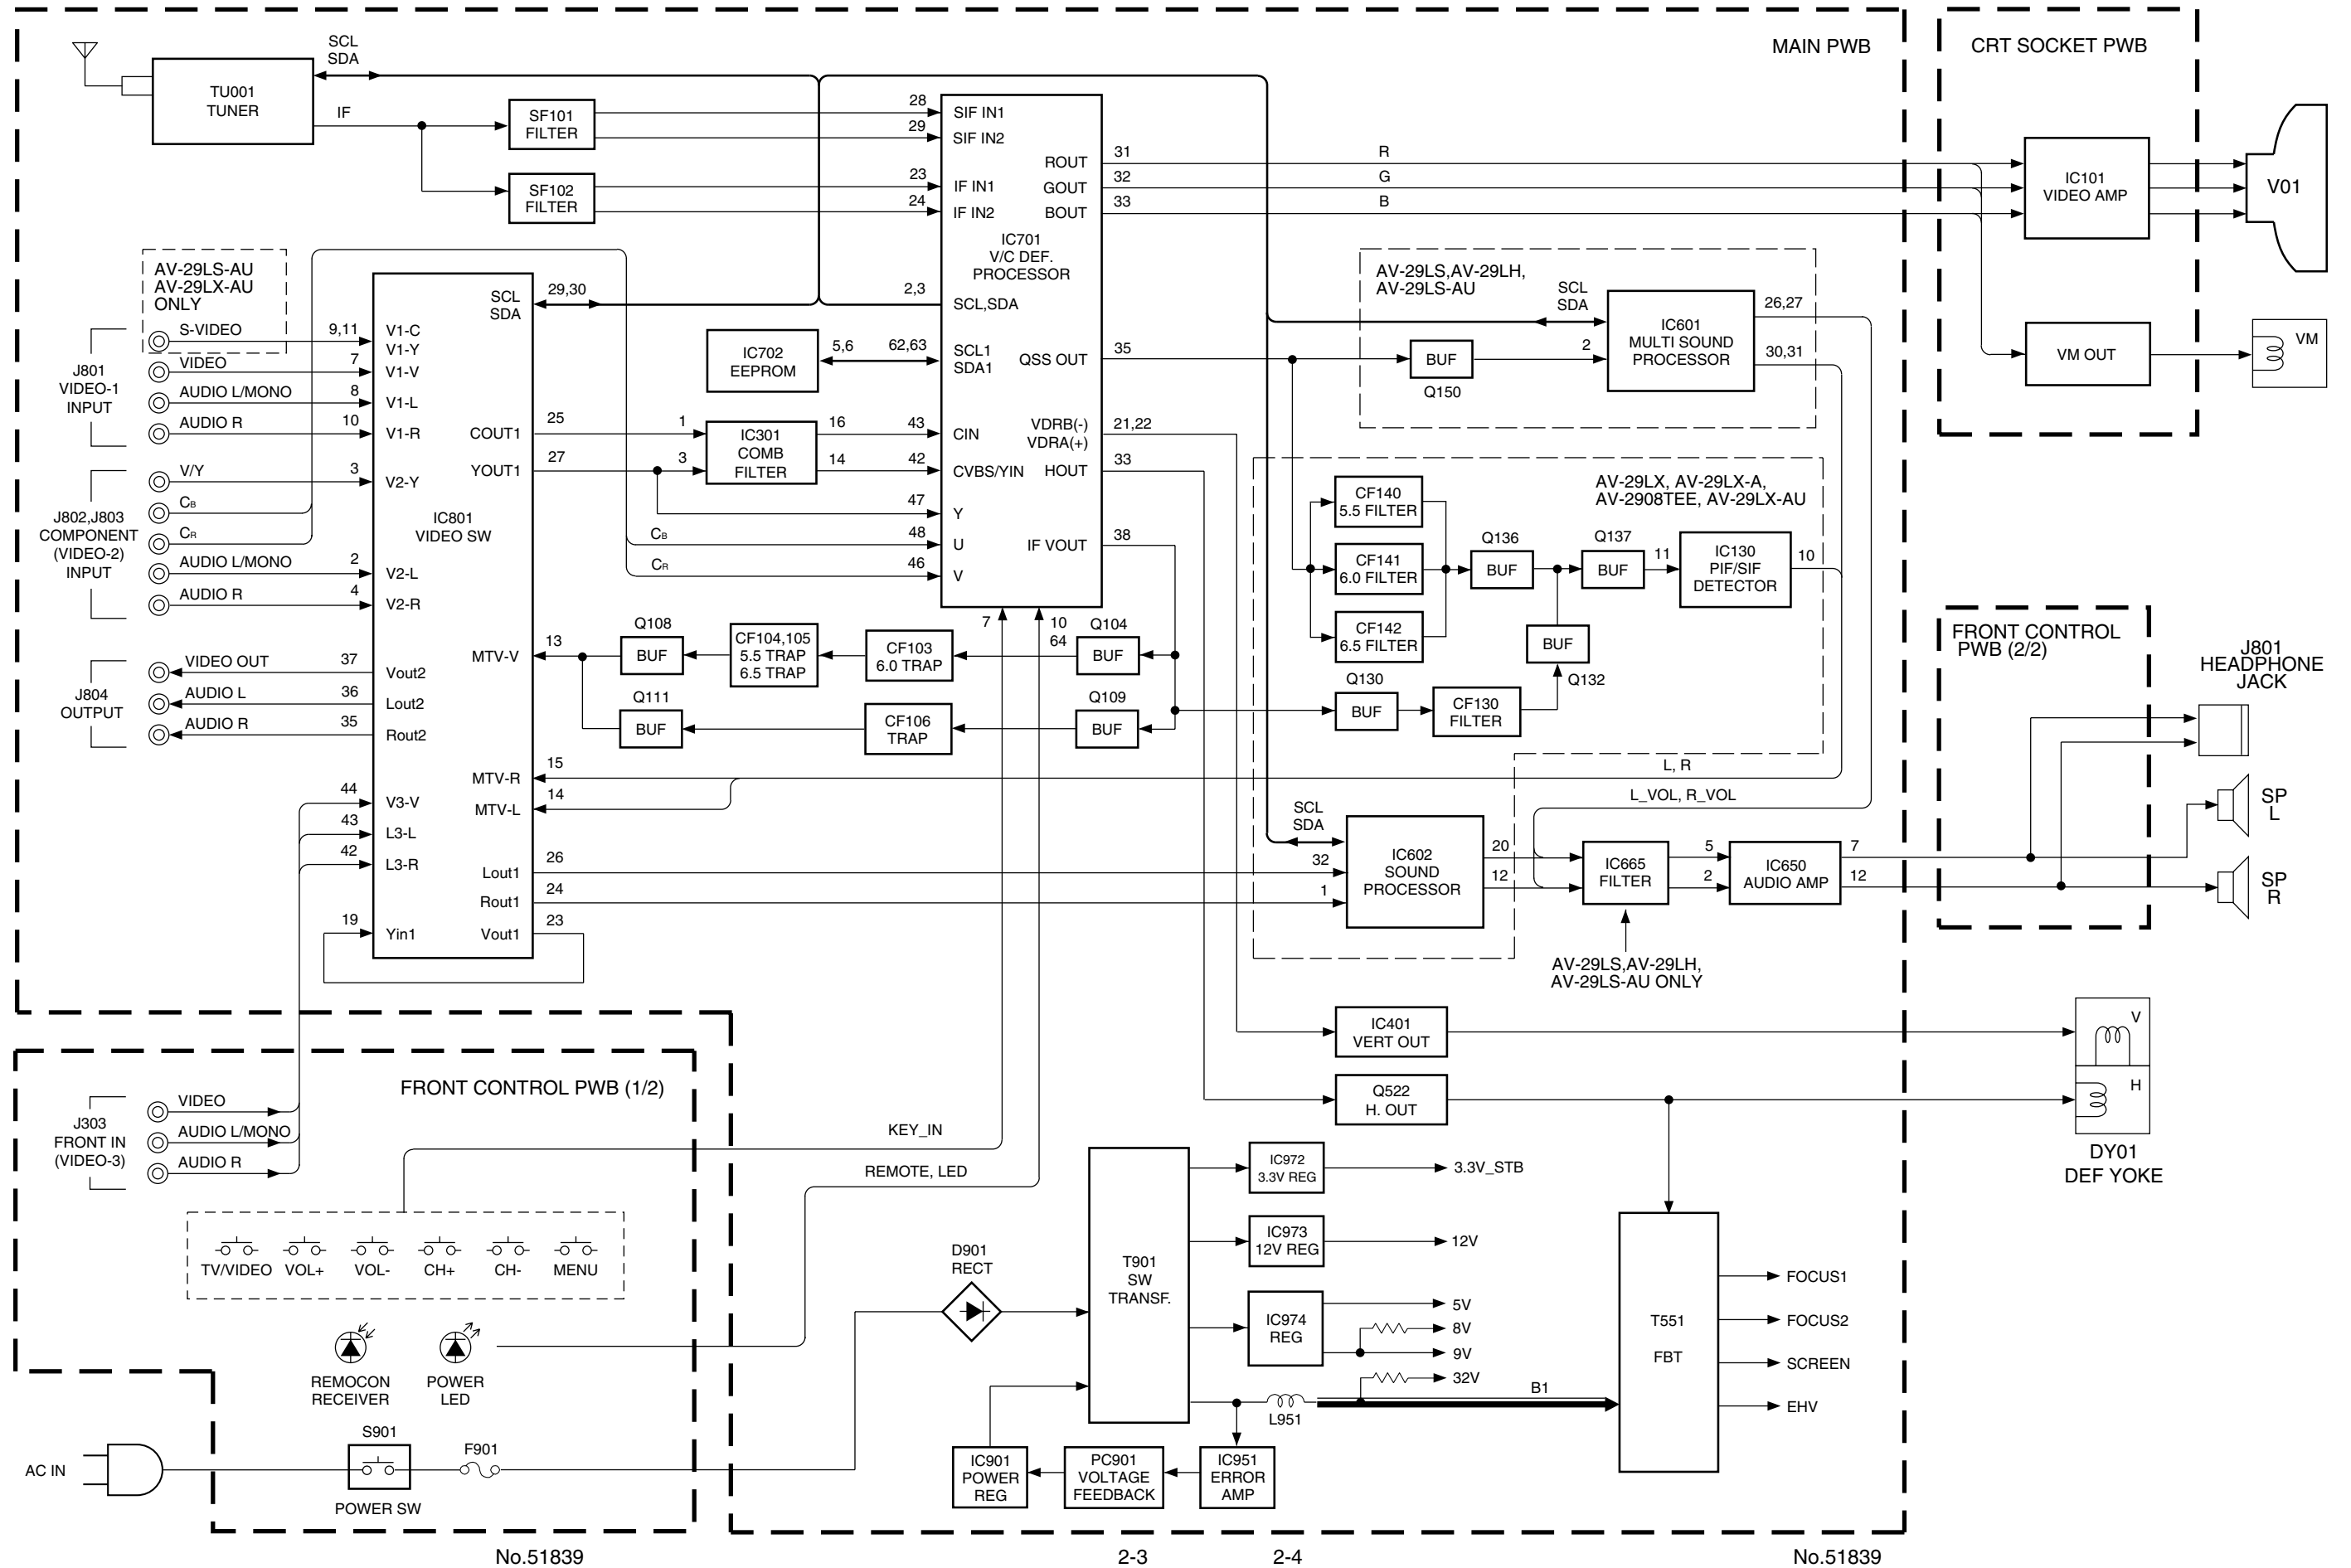 MAIN PWB
CRT SOCKET PWB
SCL
SDA
TU001
TUNER
IF
SF101
FILTER
SF102
FILTER
28
29
23
24
SIF IN1
SIF IN2
IF IN1
IF IN2
ROUT
GOUT
BOUT
31
32
33
R
G
B
IC101
VIDEO AMP
V01
IC701
V/C DEF.
PROCESSOR
AV-29LS-AU
AV-29LX-AU
ONLY
S-VIDEO
VIDEO
AUDIO L/MONO
AUDIO R
J801
VIDEO-1
INPUT
9,11
7
8
10
V1-C
V1-Y
V1-V
V1-L
V1-R
SCL
SDA
29,30
2,3
SCL,SDA
IC702
EEPROM
5,6
62,63
SCL1
SDA1
QSS OUT
35
AV-29LS,AV-29LH,
AV-29LS-AU
SCL
SDA
BUF
Q150
2
IC601
MULTI SOUND
PROCESSOR
26,27
30,31
VM OUT
VM
COUT1
YOUT1
25
27
1
3
IC301
COMB
FILTER
16
14
43
42
CIN
CVBS/YIN
VDRB(-)
VDRA(+)
HOUT
21,22
33
V/Y
CB
CR
AUDIO L/MONO
AUDIO R
J802,J803
COMPONENT
(VIDEO-2)
INPUT
3
2
4
V2-Y
V2-L
V2-R
IC801
VIDEO SW
CB
CR
47
48
46
Y
U
V
IF VOUT
38
AV-29LX, AV-29LX-A,
AV-2908TEE, AV-29LX-AU
CF140
5.5 FILTER
CF141
6.0 FILTER
CF142
6.5 FILTER
Q136
BUF
Q137
BUF
11
IC130
PIF/SIF
DETECTOR
10
BUF
Q132
Q130
BUF
CF130
FILTER
7
10
64
MTV-V
13
Q108
BUF
CF104,105
5.5 TRAP
6.5 TRAP
CF103
6.0 TRAP
Q104
BUF
Q111
BUF
CF106
TRAP
Q109
BUF
VIDEO OUT
AUDIO L
AUDIO R
J804
OUTPUT
37
36
35
Vout2
Lout2
Rout2
MTV-R
MTV-L
15
14
L, R
L_VOL, R_VOL
44
43
42
V3-V
L3-L
L3-R
Lout1
Rout1
26
24
19
Yin1
Vout1
23
SCL
SDA
32
1
IC602
SOUND
PROCESSOR
20
12
IC665
FILTER
5
2
IC650
AUDIO AMP
7
12
AV-29LS,AV-29LH,
AV-29LS-AU ONLY
FRONT CONTROL
PWB (2/2)
J801
HEADPHONE
JACK
SP
L
SP
R
IC401
VERT OUT
Q522
H. OUT
V
H
DY01
DEF YOKE
FRONT CONTROL PWB (1/2)
VIDEO
AUDIO L/MONO
AUDIO R
J303
FRONT IN
(VIDEO-3)
KEY_IN
REMOTE, LED
TV/VIDEO
VOL+
VOL-
CH+
CH-
MENU
REMOCON
RECEIVER
POWER
LED
AC IN
S901
POWER SW
F901
D901
RECT
T901
SW
TRANSF.
IC972
3.3V REG
3.3V_STB
IC973
12V REG
12V
IC974
REG
5V
8V
9V
32V
B1
L951
IC901
POWER
REG
PC901
VOLTAGE
FEEDBACK
IC951
ERROR
AMP
T551
FBT
FOCUS1
FOCUS2
SCREEN
EHV
No.51839
2-3
2-4
No.51839